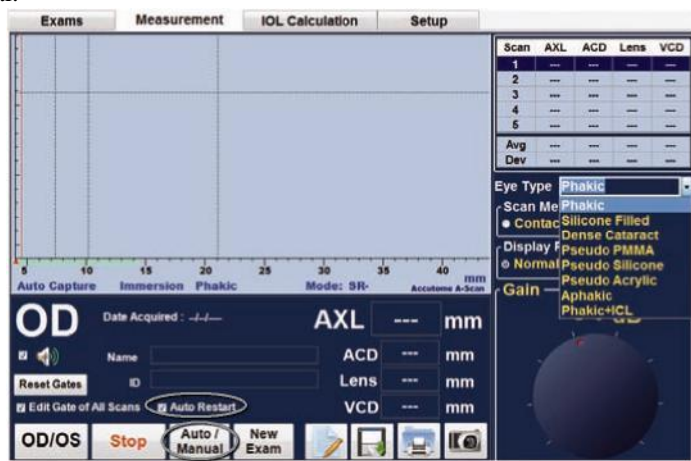 Exams Measurement IOL Calculation Setup
Scan AXL ACD Lens VCD
1 --- --- --- ---
2 --- --- --- ---
3 --- --- --- ---
4 --- --- --- ---
5 --- --- --- ---
Avg --- --- --- ---
Dev --- --- --- ---
Eye Type Phakic
Phakic
Silicone Filled
Dense Cataract
Pseudo PMMA
Pseudo Silicone
Pseudo Acrylic
Aphakic
Phakic+ICL
Scan Me
Contac
Display
Normal
Gain
5 10 15 20 25 30 35 40 mm
Auto Capture Immersion Phakic Mode: SR- Accutome A-Scan
OD Date Acquired : --/--/---
AXL --- mm
Name
ACD --- mm
Reset Gates ID
Lens --- mm
Edit Gate of All Scans Auto Restart
VCD --- mm
OD/OS Stop Auto / Manual New Exam